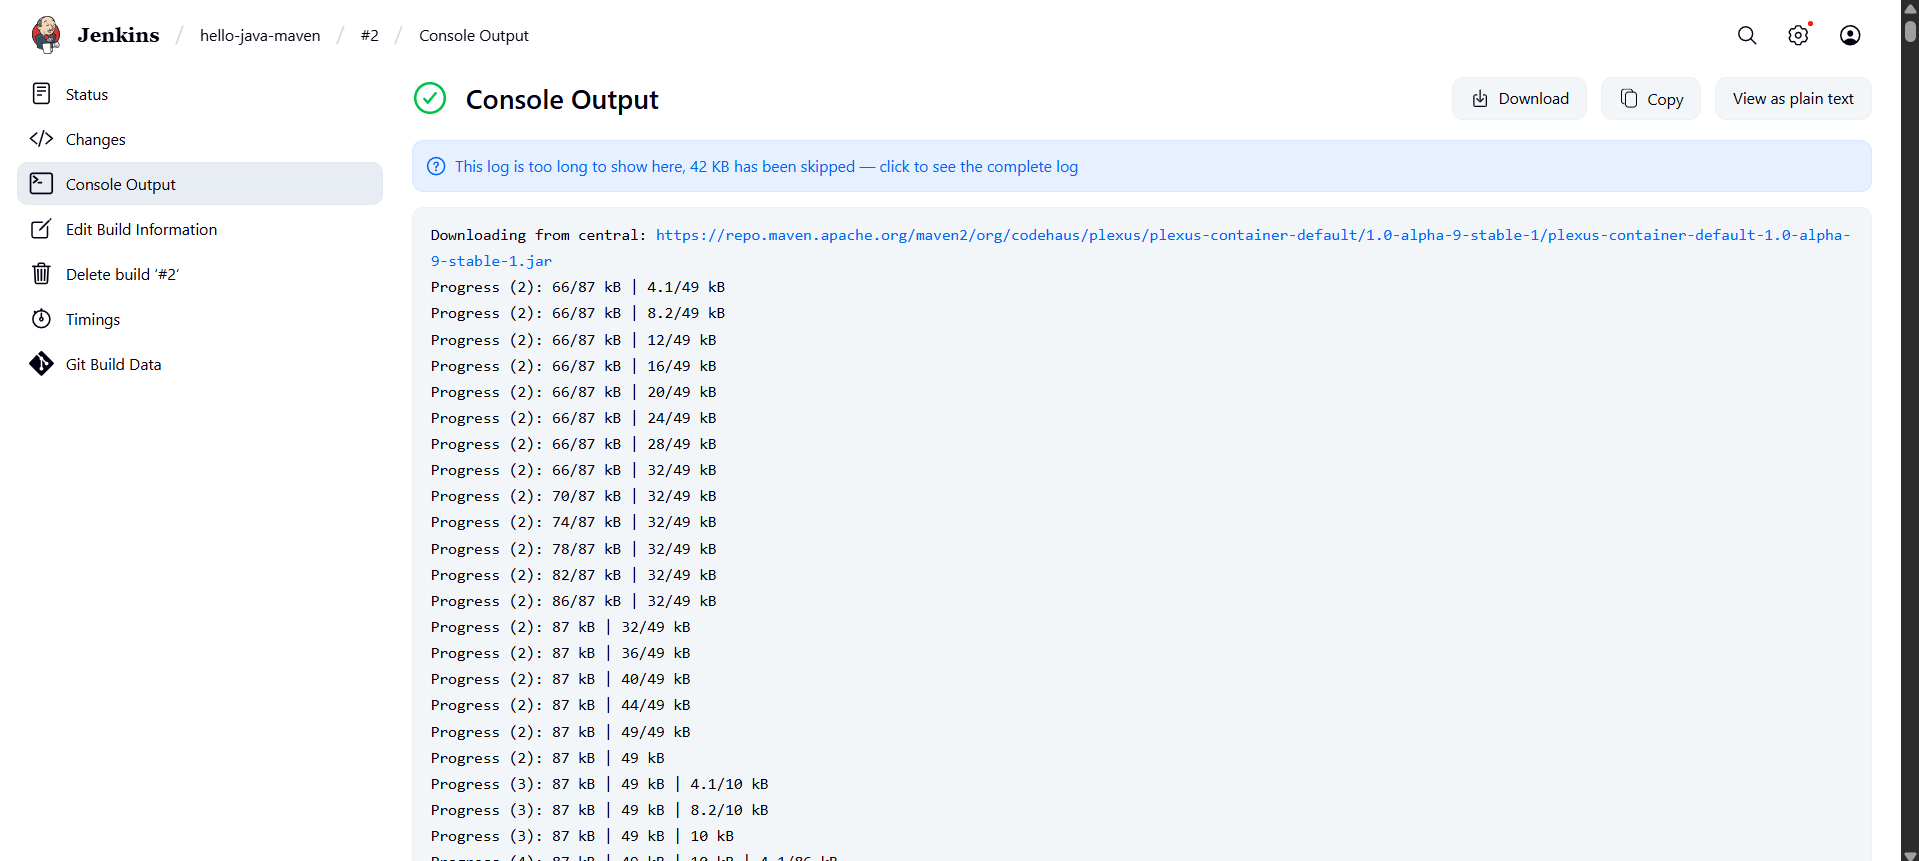 Jenkins / hello-java-maven / #2 / Console Output
Status
Changes
Console Output
Edit Build Information
Delete build ‘#2’
Timings
Git Build Data
Console Output
Download
Copy
View as plain text
This log is too long to show here, 42 KB has been skipped — click to see the complete log
Downloading from central: https://repo.maven.apache.org/maven2/org/codehaus/plexus/plexus-container-default/1.0-alpha-9-stable-1/plexus-container-default-1.0-alpha-
9-stable-1.jar
Progress (2): 66/87 kB | 4.1/49 kB
Progress (2): 66/87 kB | 8.2/49 kB
Progress (2): 66/87 kB | 12/49 kB
Progress (2): 66/87 kB | 16/49 kB
Progress (2): 66/87 kB | 20/49 kB
Progress (2): 66/87 kB | 24/49 kB
Progress (2): 66/87 kB | 28/49 kB
Progress (2): 66/87 kB | 32/49 kB
Progress (2): 70/87 kB | 32/49 kB
Progress (2): 74/87 kB | 32/49 kB
Progress (2): 78/87 kB | 32/49 kB
Progress (2): 82/87 kB | 32/49 kB
Progress (2): 86/87 kB | 32/49 kB
Progress (2): 87 kB | 32/49 kB
Progress (2): 87 kB | 36/49 kB
Progress (2): 87 kB | 40/49 kB
Progress (2): 87 kB | 44/49 kB
Progress (2): 87 kB | 49/49 kB
Progress (2): 87 kB | 49 kB
Progress (3): 87 kB | 49 kB | 4.1/10 kB
Progress (3): 87 kB | 49 kB | 8.2/10 kB
Progress (3): 87 kB | 49 kB | 10 kB
Progress (4): 87 kB | 49 kB | 10 kB | 4.1/86 kB